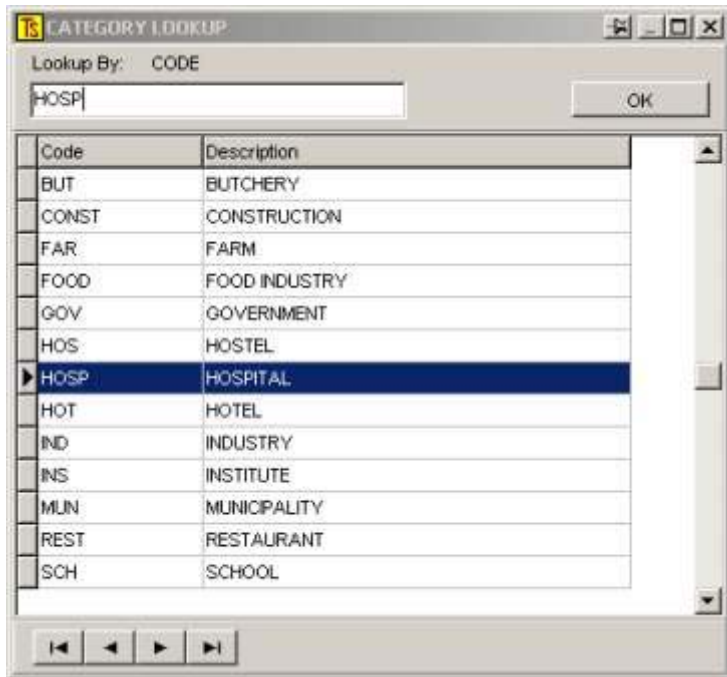 TS CATEGORY LOOKUP
Lookup By: CODE
HOSP
OK
Code Description
BUT BUTCHERY
CONST CONSTRUCTION
FAR FARM
FOOD FOOD INDUSTRY
GOV GOVERNMENT
HOS HOSTEL
HOSP HOSPITAL
HOT HOTEL
IND INDUSTRY
INS INSTITUTE
MUN MUNICIPALITY
REST RESTAURANT
SCH SCHOOL